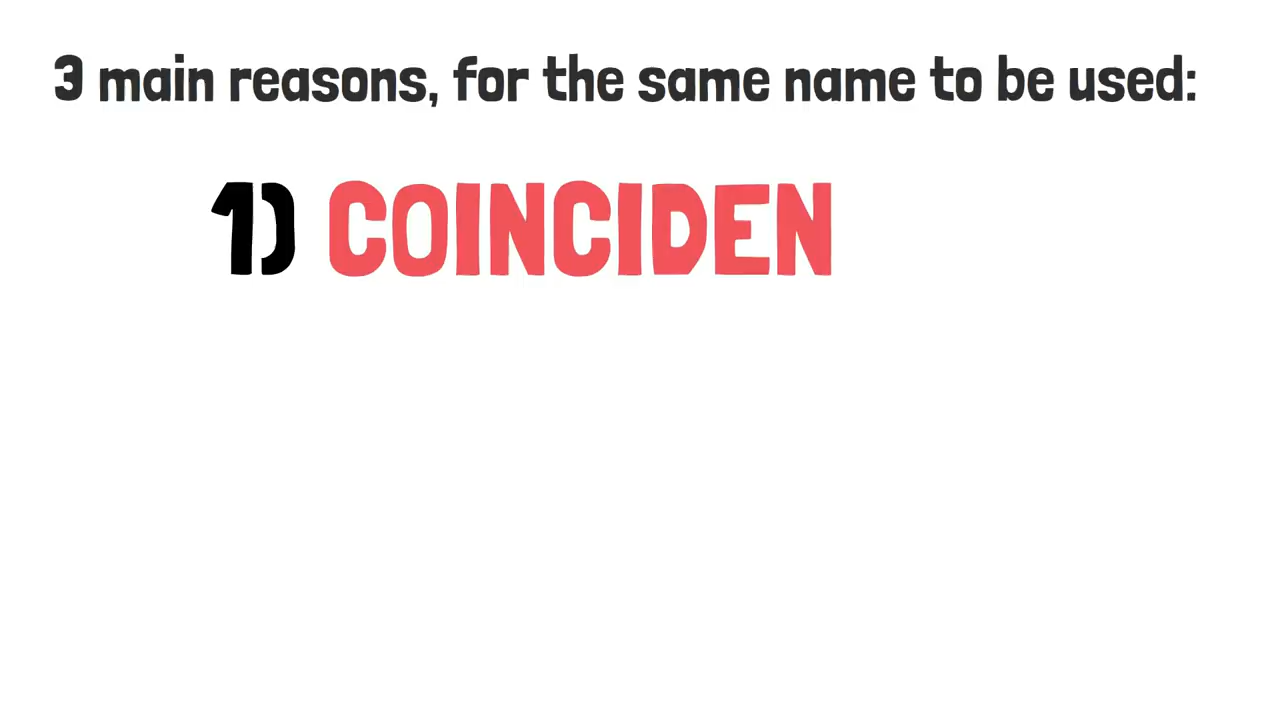 3 main reasons, for the same name to be used:
1) COINCIDEN